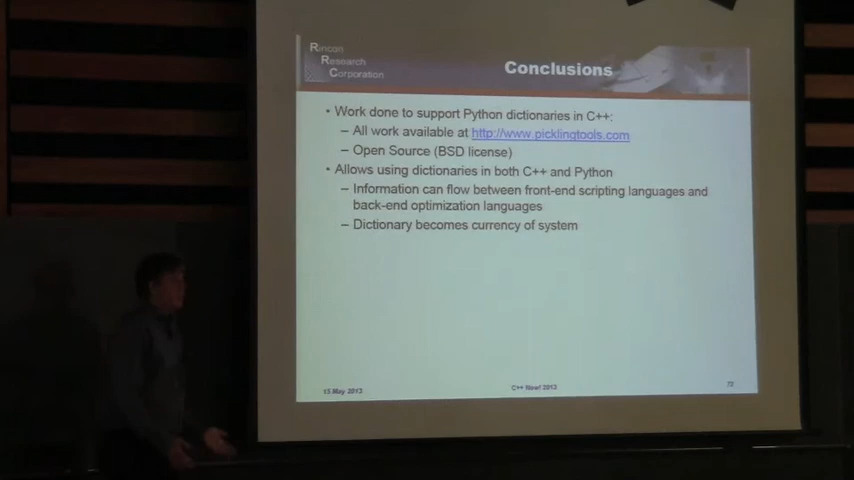 Rincon
Research
Corporation
Conclusions
• Work done to support Python dictionaries in C++:
– All work available at http://www.picklingtools.com
– Open Source (BSD license)
• Allows using dictionaries in both C++ and Python
– Information can flow between front-end scripting languages and
back-end optimization languages
– Dictionary becomes currency of system
15 May 2013
C++ Now! 2013